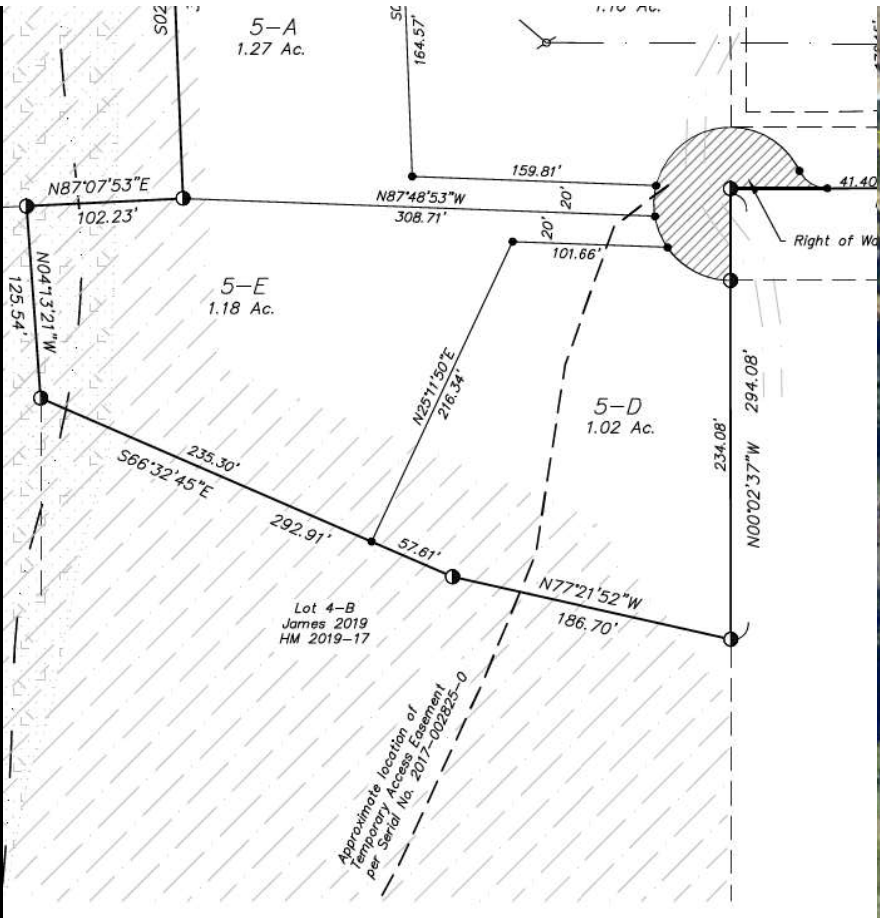 5-A
1.27 Ac.
164.57'
N87°07'53"E
102.23'
159.81'
N87°48'53"W
308.71'
20'
20'
101.66'
41.40
Right of
N04°13'21"W
125.54'
5-E
1.18 Ac.
N25°11'50"E
216.34'
5-D
1.02 Ac.
234.08'
N00°02'37"W 294.08'
235.30'
S66°32'45"E
292.91'
57.61'
N77°21'52"W
186.70'
Lot 4-B
James 2019
HM 2019-17
Approximate location of
Temporary Access Easement
per Serial No. 2017-002825-0